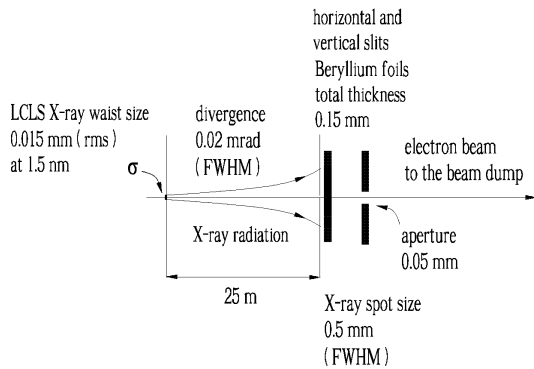 horizontal and
vertical slits
Beryllium foils
total thickness
0.15 mm
LCLS X-ray waist size
0.015 mm ( rms )
at 1.5 nm
divergence
0.02 mrad
( FWHM )
electron beam
to the beam dump
σ
X-ray radiation
aperture
0.05 mm
25 m
X-ray spot size
0.5 mm
( FWHM )